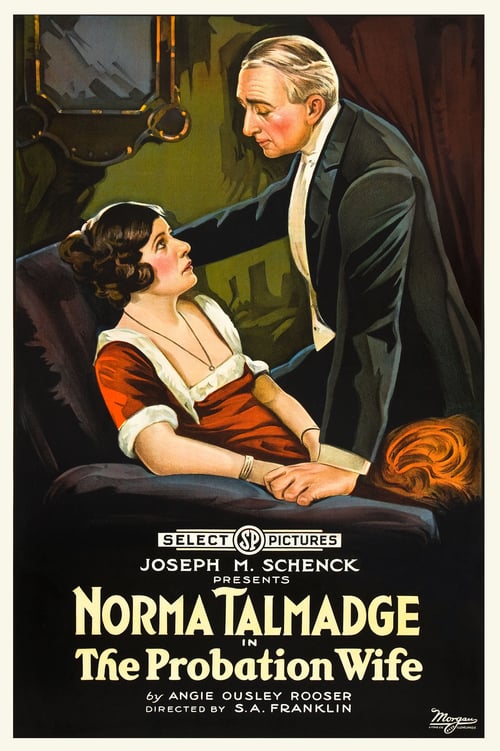 SELECT SP PICTURES
JOSEPH M. SCHENCK
PRESENTS
NORMA TALMADGE
IN
The Probation Wife
by ANGIE OUSLEY ROOSER
DIRECTED BY S.A. FRANKLIN
Morgan